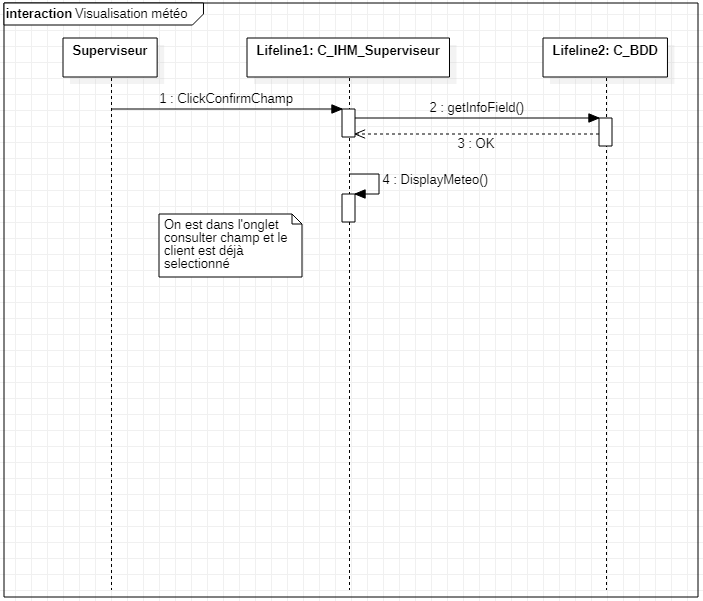 interaction Visualisation météo
Superviseur
Lifeline1: C_IHM_Superviseur
Lifeline2: C_BDD
1 : ClickConfirmChamp
2 : getInfoField()
3 : OK
4 : DisplayMeteo()
On est dans l'onglet
consulter champ et le
client est déjà
selectionné